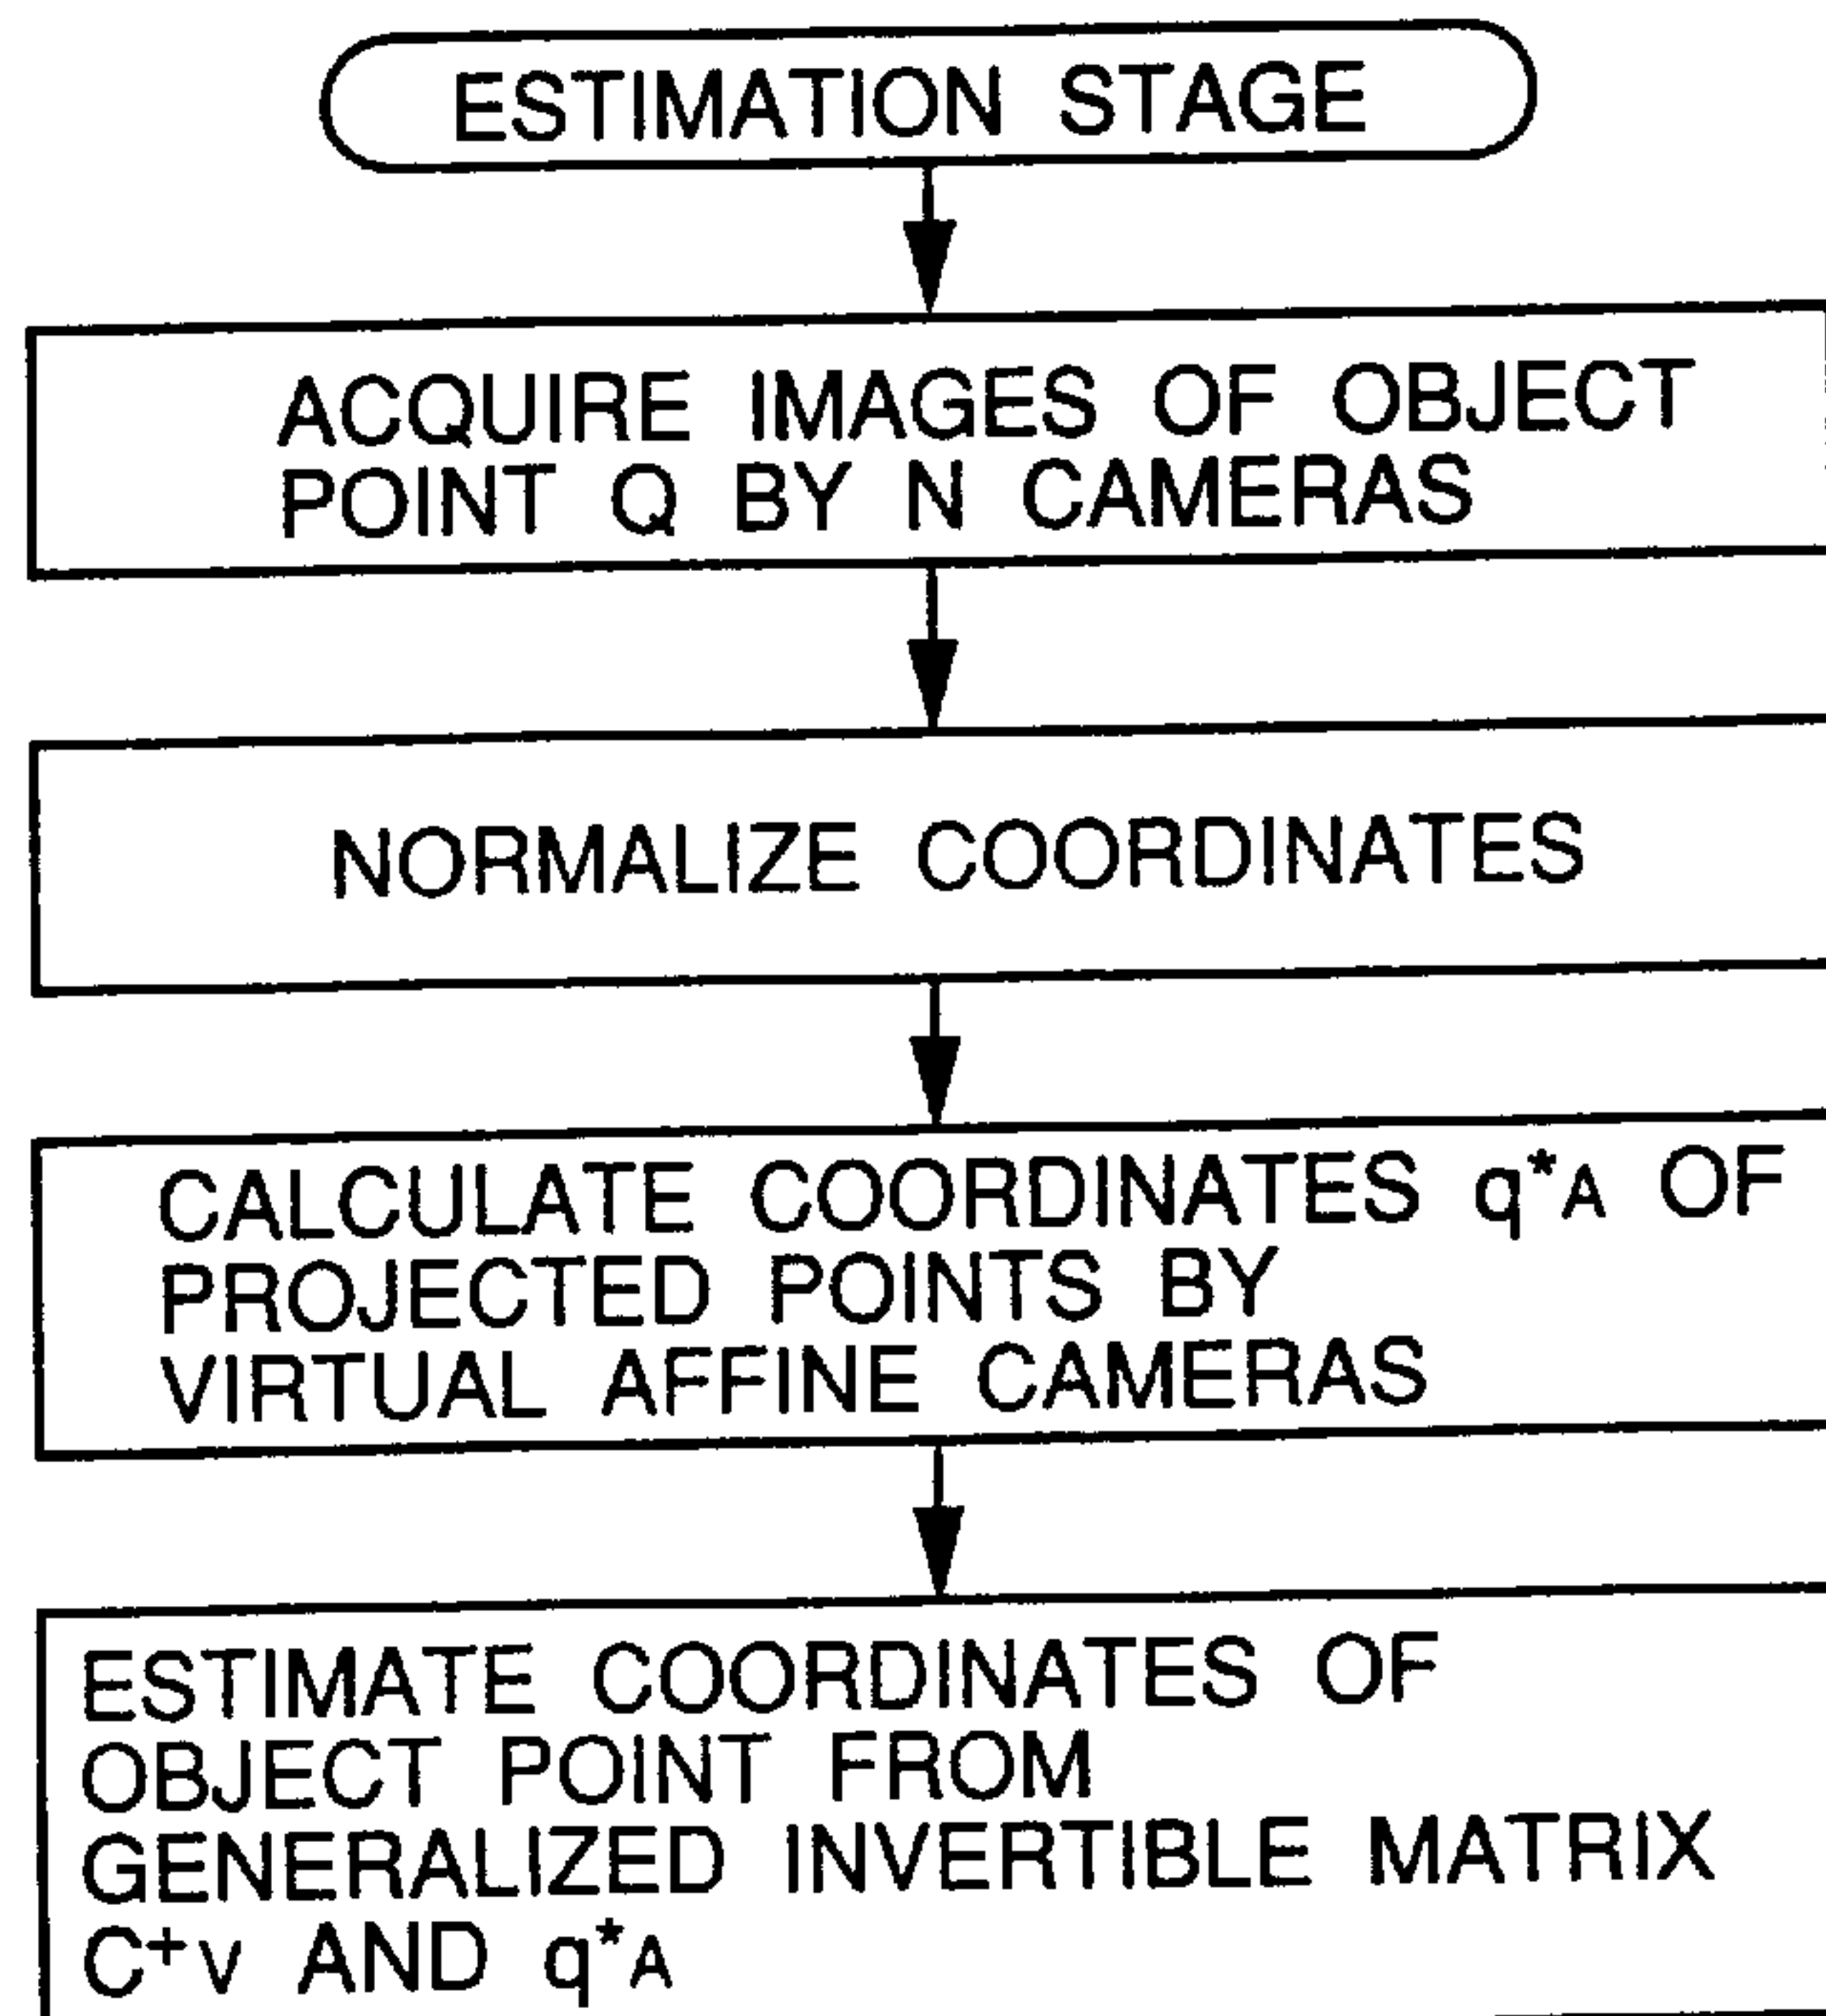 ESTIMATION STAGE
ACQUIRE IMAGES OF OBJECT
POINT Q BY N CAMERAS
NORMALIZE COORDINATES
CALCULATE COORDINATES q*A OF
PROJECTED POINTS BY
VIRTUAL AFFINE CAMERAS
ESTIMATE COORDINATES OF
OBJECT POINT FROM
GENERALIZED INVERTIBLE MATRIX
C+V AND q*A